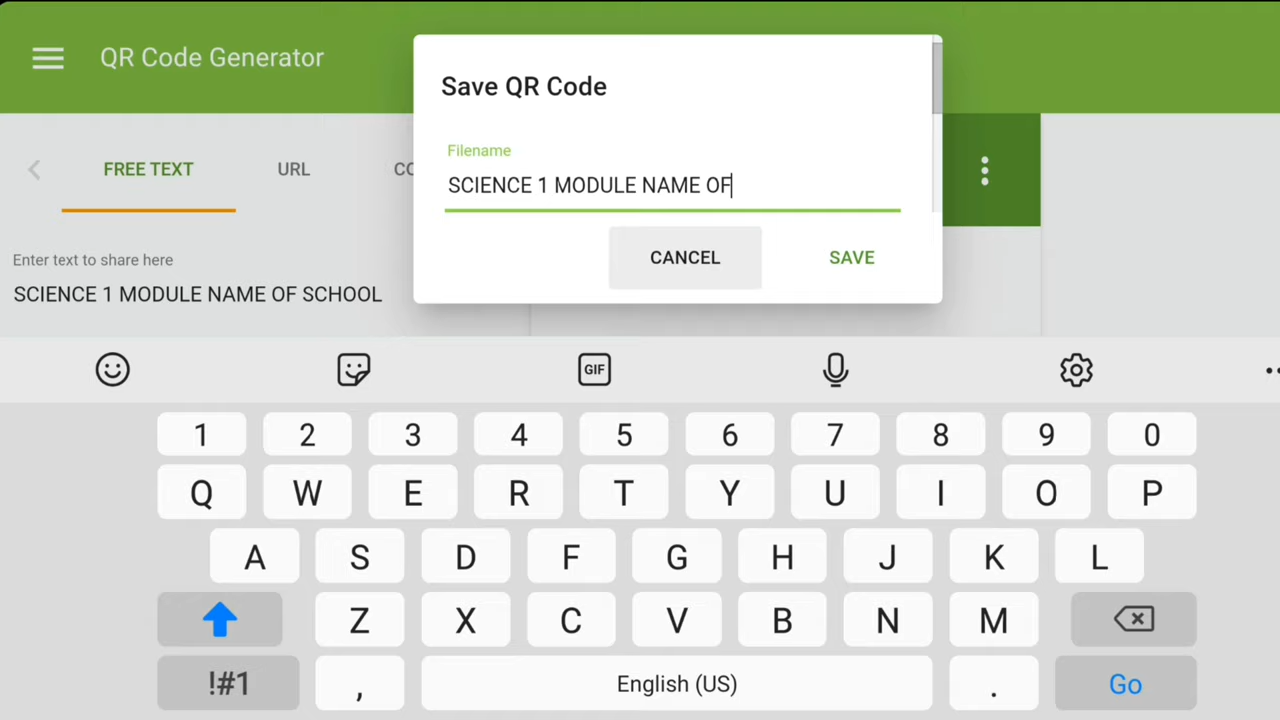 QR Code Generator
Save QR Code
Filename
SCIENCE 1 MODULE NAME OF
CANCEL
SAVE
FREE TEXT
URL
CO
Enter text to share here
SCIENCE 1 MODULE NAME OF SCHOOL
GIF
1 2 3 4 5 6 7 8 9 0
Q W E R T Y U I O P
A S D F G H J K L
Z X C V B N M
!#1 , English (US) . Go